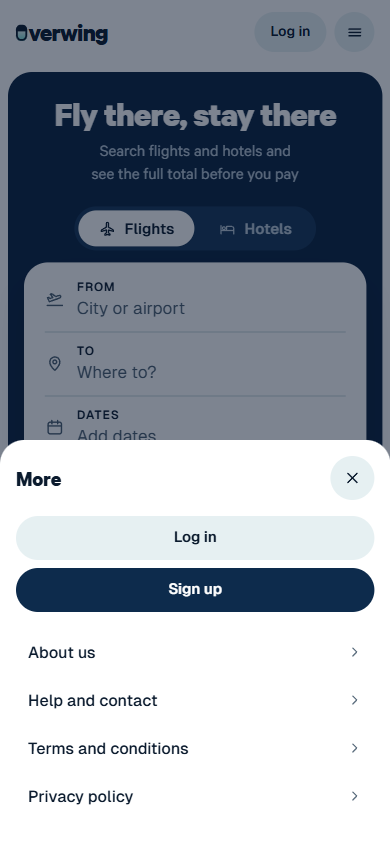 Overwing
Log in
Fly there, stay there
Search flights and hotels and
see the full total before you pay
Flights
Hotels
FROM
City or airport
TO
Where to?
DATES
Add dates
More
Log in
Sign up
About us
Help and contact
Terms and conditions
Privacy policy